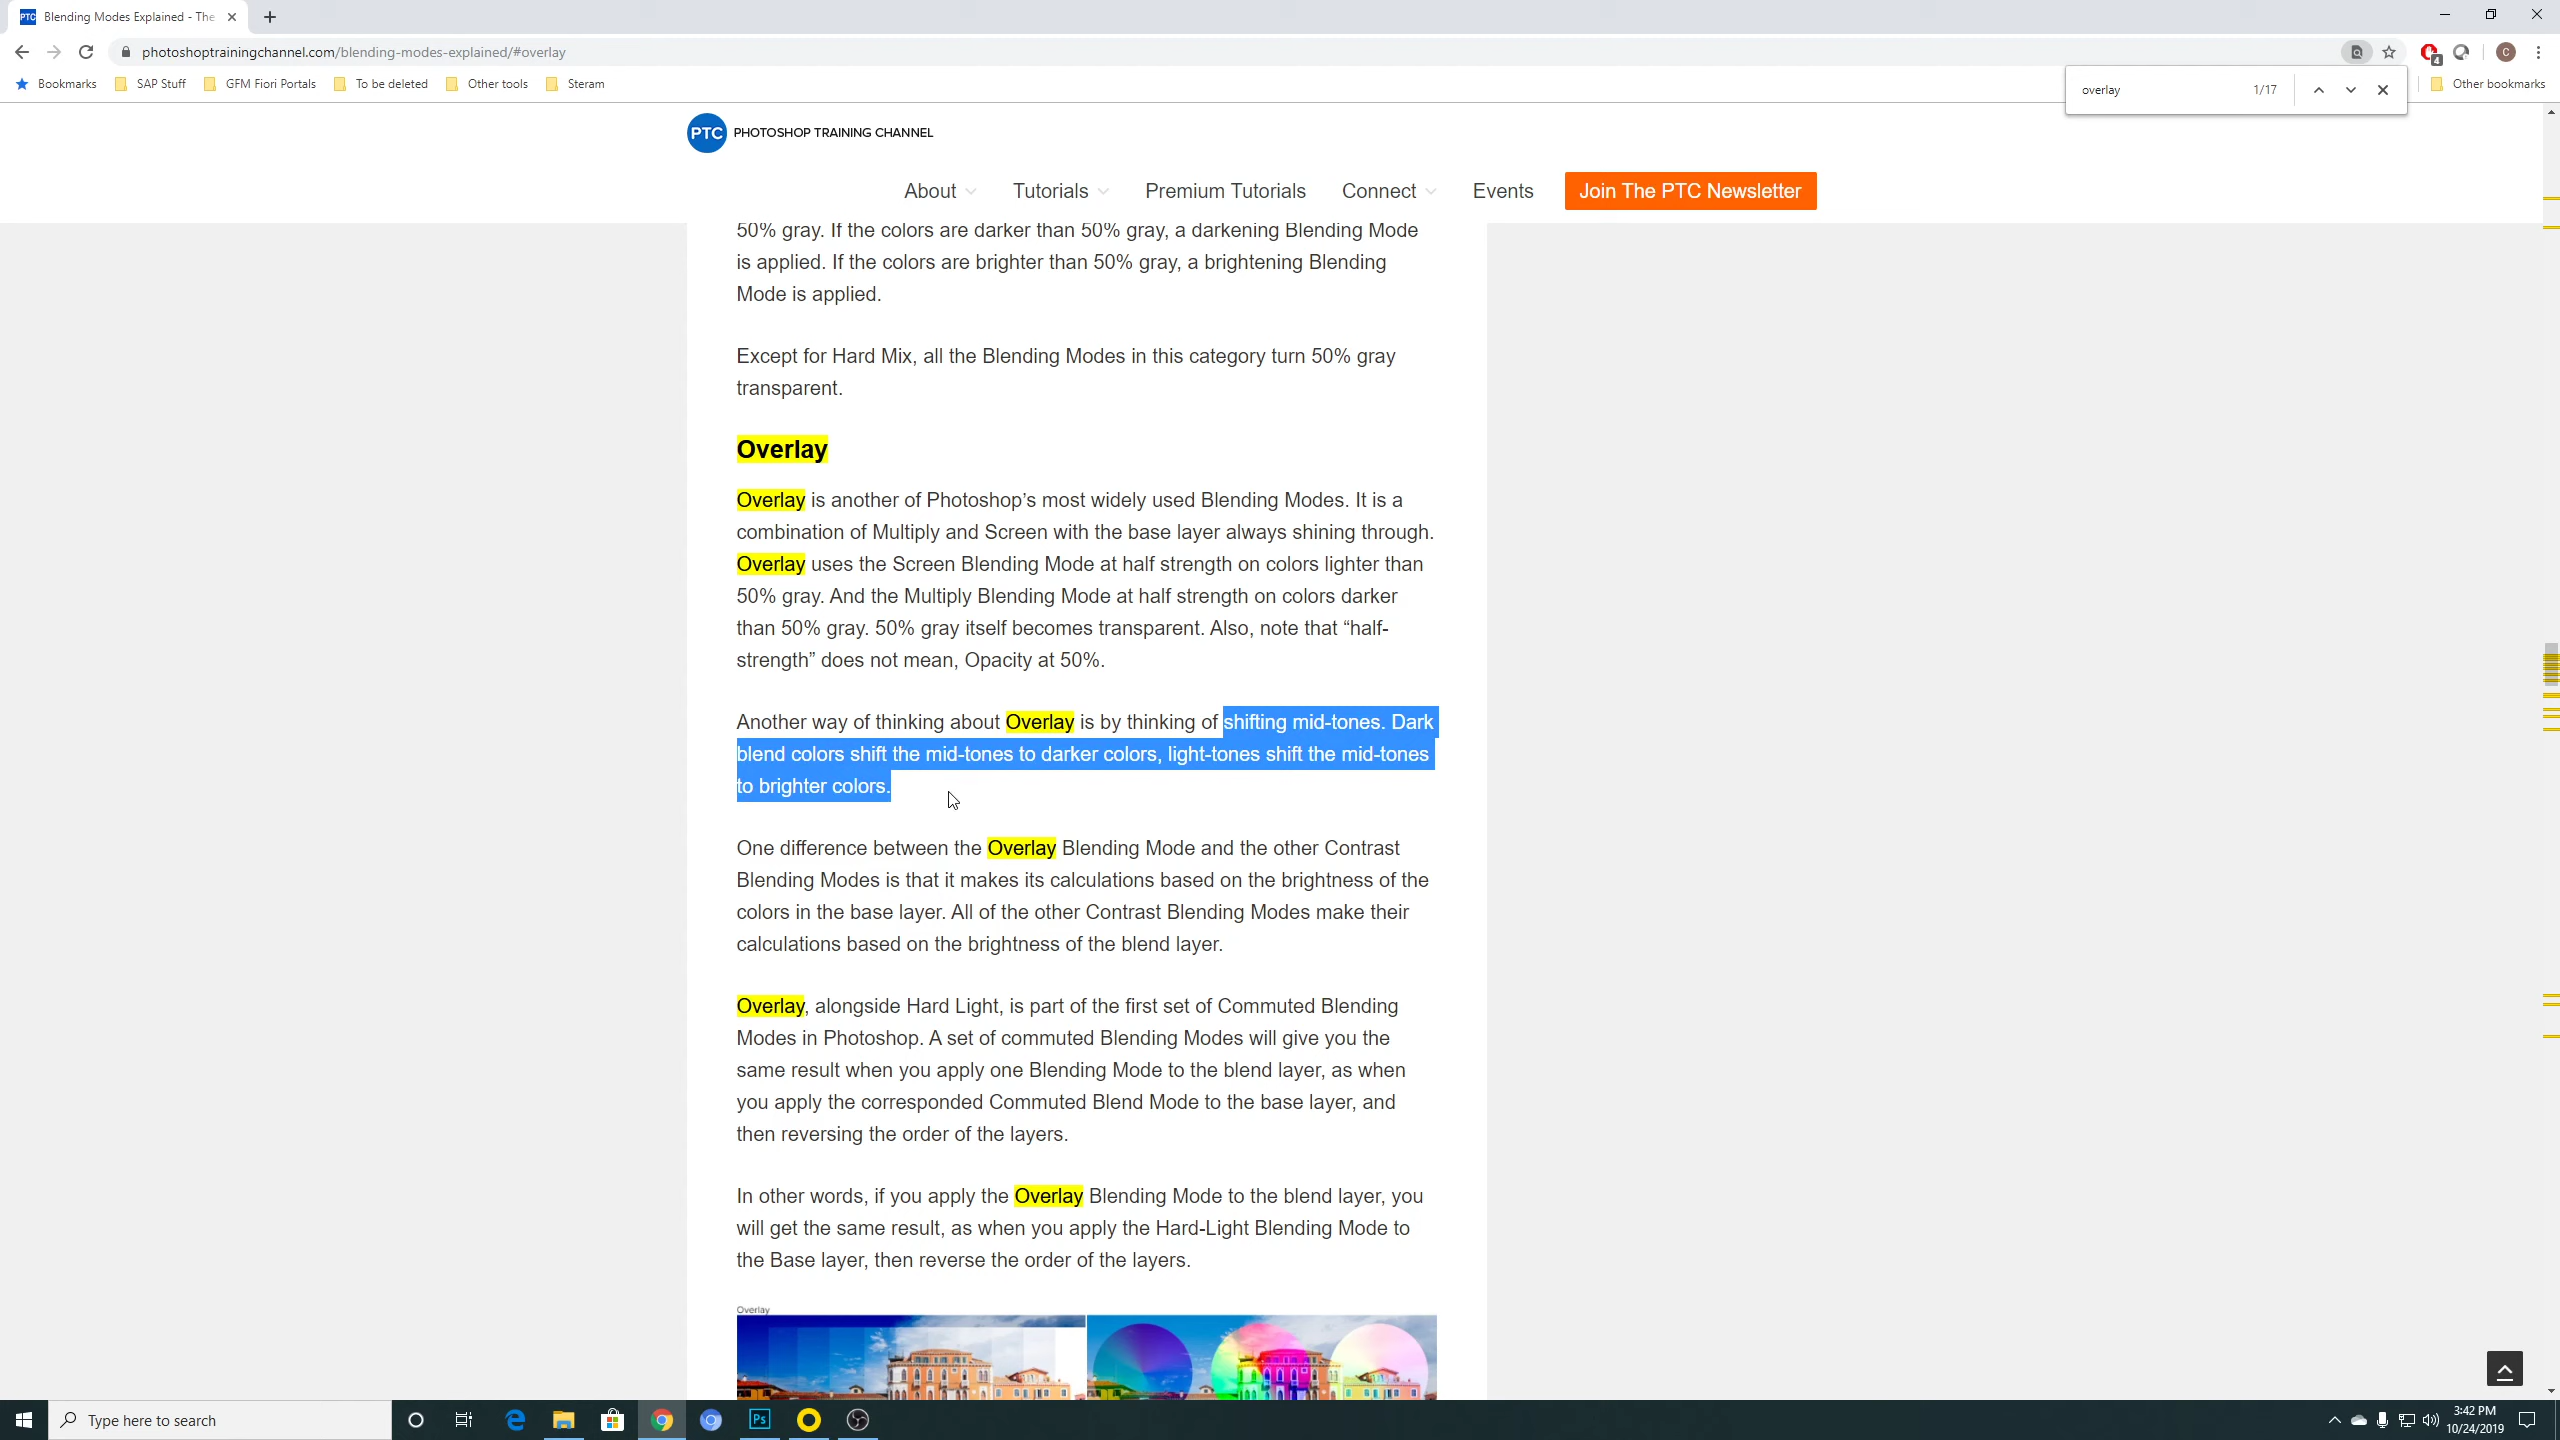 PTC Blending Modes Explained - The
photoshoptrainingchannel.com/blending-modes-explained/#overlay
4
C
Bookmarks SAP Stuff GFM Fiori Portals To be deleted Other tools Steram
overlay 1/17
Other bookmarks
PTC PHOTOSHOP TRAINING CHANNEL
About Tutorials Premium Tutorials Connect Events Join The PTC Newsletter
50% gray. If the colors are darker than 50% gray, a darkening Blending Mode
is applied. If the colors are brighter than 50% gray, a brightening Blending
Mode is applied.
Except for Hard Mix, all the Blending Modes in this category turn 50% gray
transparent.
Overlay
Overlay is another of Photoshop’s most widely used Blending Modes. It is a
combination of Multiply and Screen with the base layer always shining through.
Overlay uses the Screen Blending Mode at half strength on colors lighter than
50% gray. And the Multiply Blending Mode at half strength on colors darker
than 50% gray. 50% gray itself becomes transparent. Also, note that “half-
strength” does not mean, Opacity at 50%.
Another way of thinking about Overlay is by thinking of shifting mid-tones. Dark
blend colors shift the mid-tones to darker colors, light-tones shift the mid-tones
to brighter colors.
One difference between the Overlay Blending Mode and the other Contrast
Blending Modes is that it makes its calculations based on the brightness of the
colors in the base layer. All of the other Contrast Blending Modes make their
calculations based on the brightness of the blend layer.
Overlay, alongside Hard Light, is part of the first set of Commuted Blending
Modes in Photoshop. A set of commuted Blending Modes will give you the
same result when you apply one Blending Mode to the blend layer, as when
you apply the corresponded Commuted Blend Mode to the base layer, and
then reversing the order of the layers.
In other words, if you apply the Overlay Blending Mode to the blend layer, you
will get the same result, as when you apply the Hard-Light Blending Mode to
the Base layer, then reverse the order of the layers.
Overlay
Type here to search
Ps
3:42 PM
10/24/2019